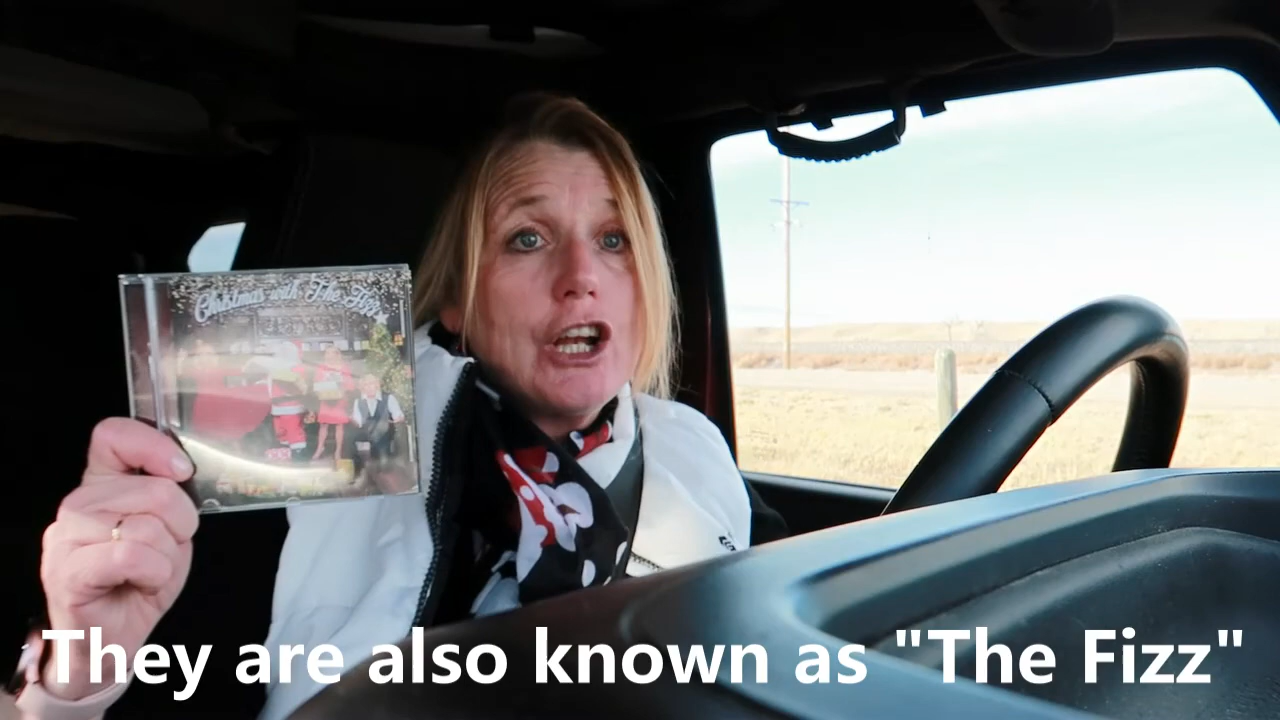 Christmas with The Fizz
They are also known as "The Fizz"